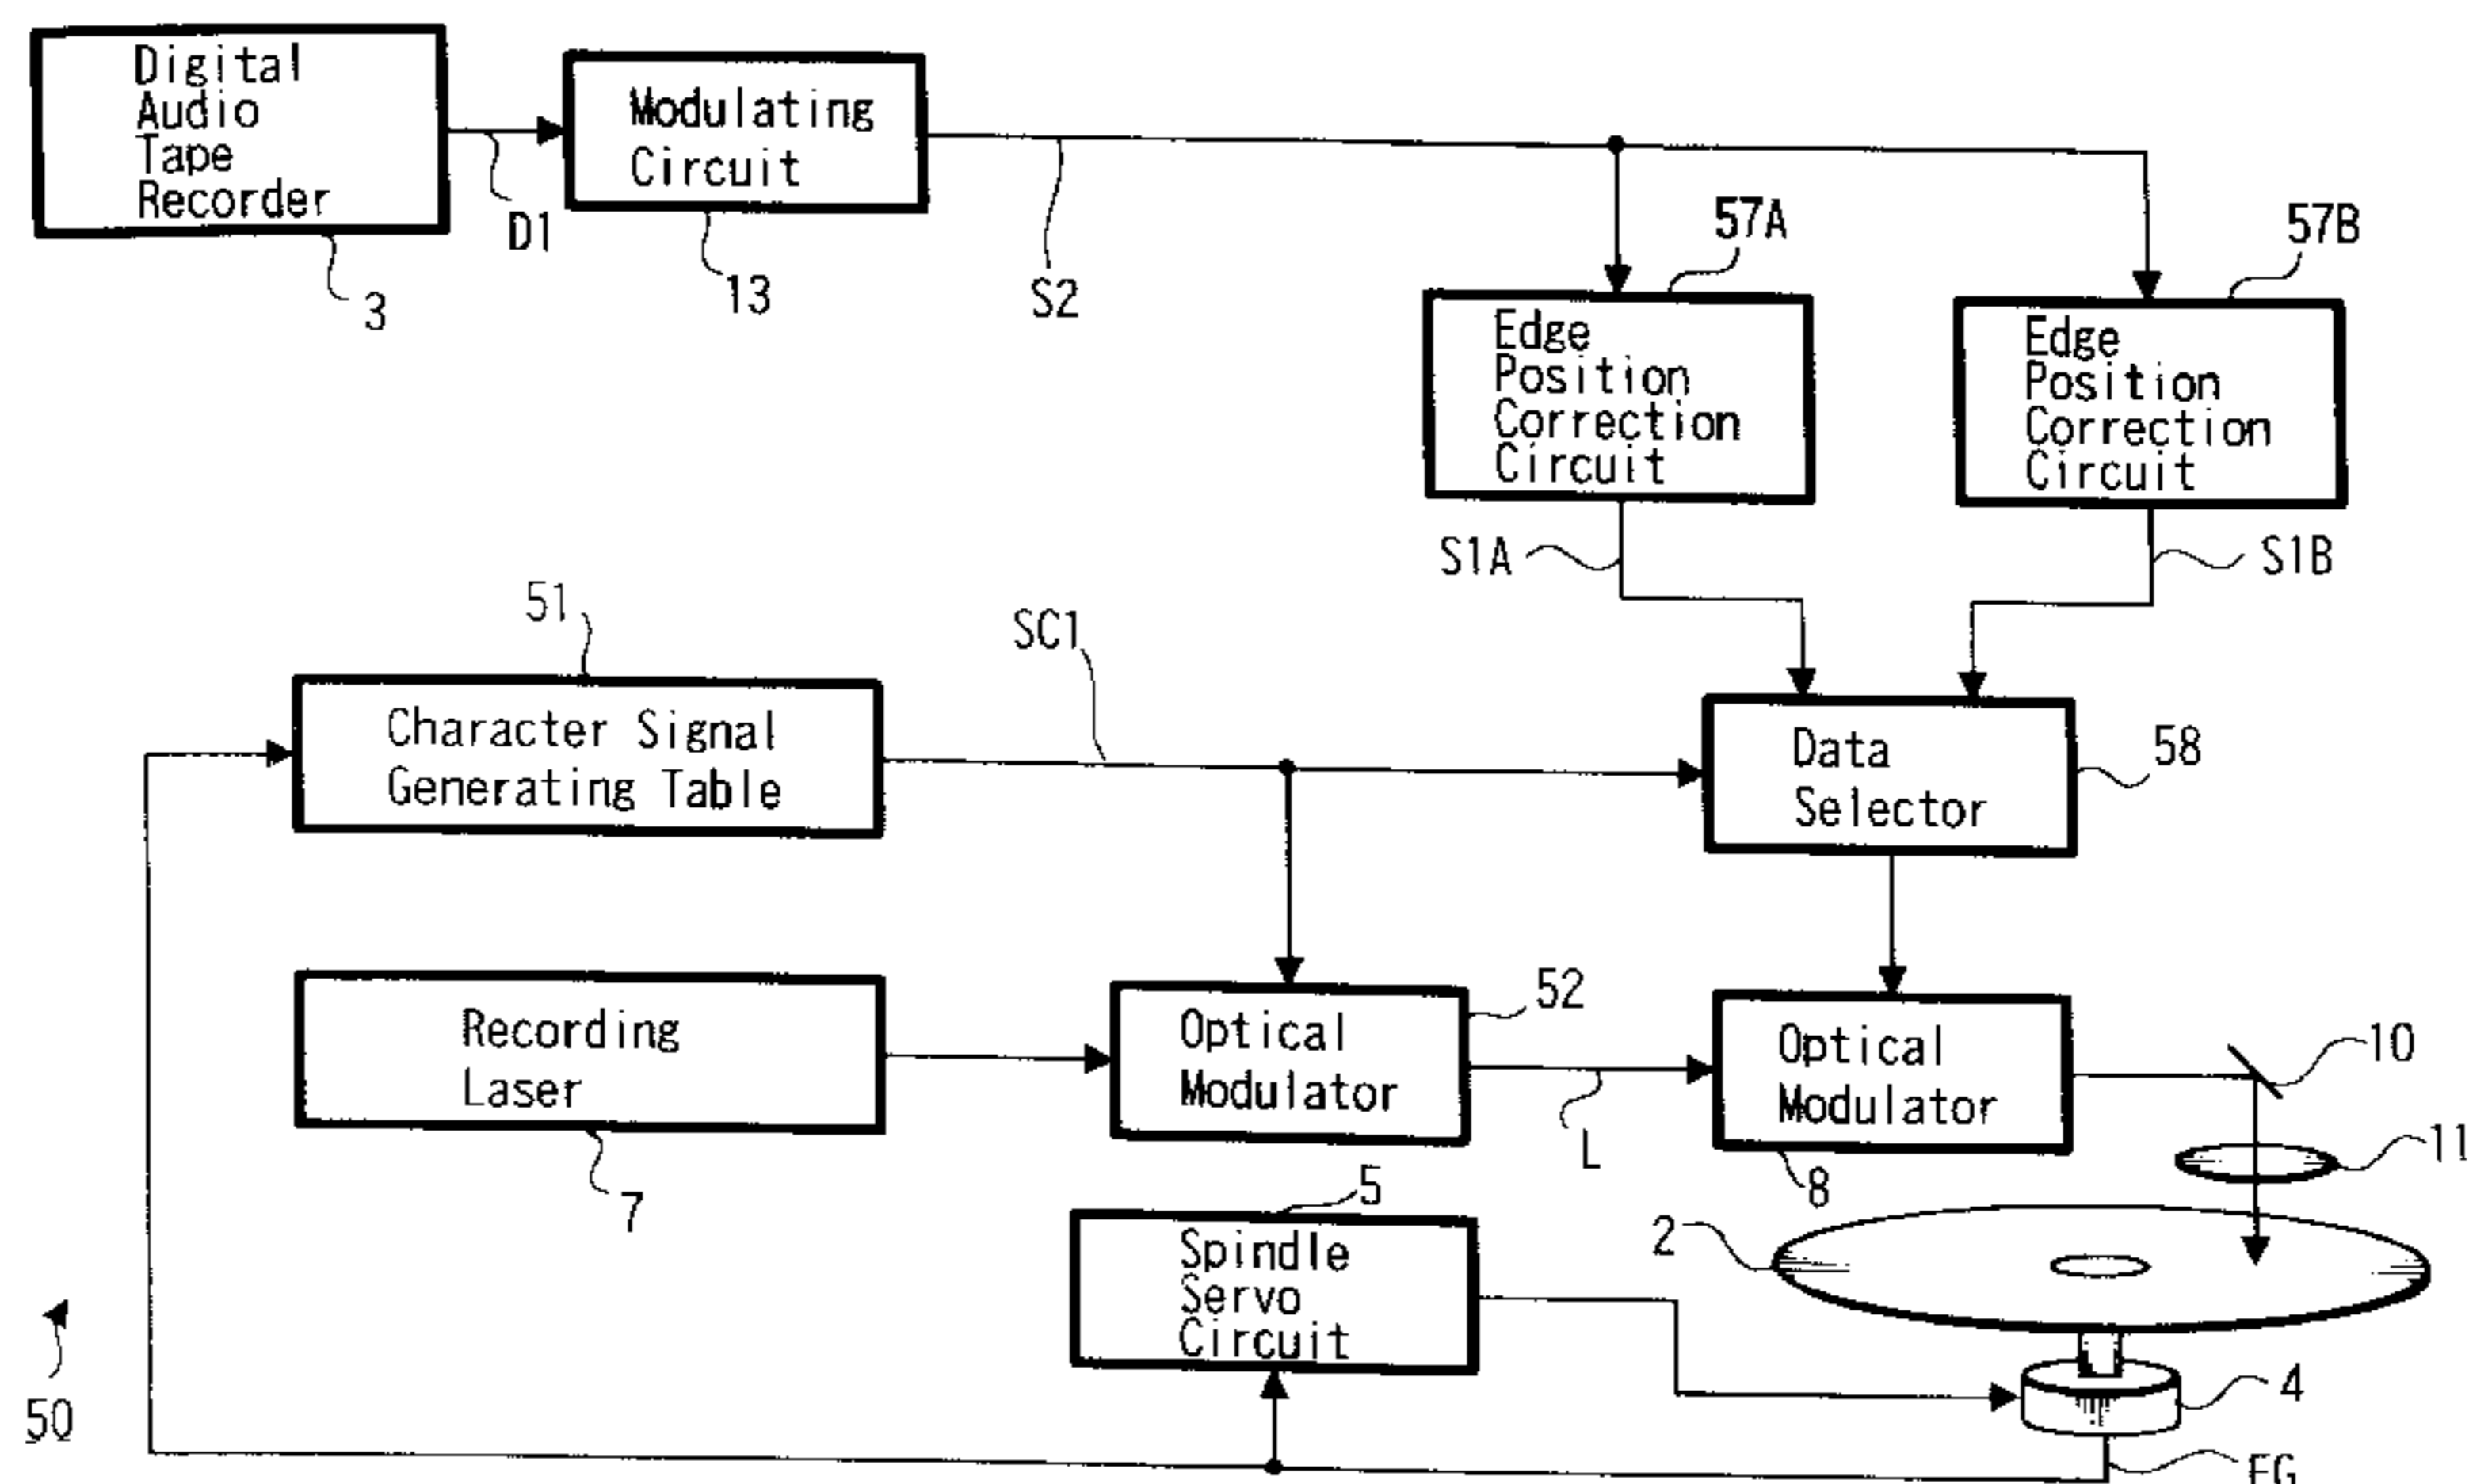 Digital
Audio
Tape
Recorder
3
D1
Modulating
Circuit
13
S2
57A
Edge
Position
Correction
Circuit
57B
Edge
Position
Correction
Circuit
S1A
S1B
51
Character Signal
Generating Table
SC1
Data
Selector
58
Recording
Laser
7
Optical
Modulator
52
L
Optical
Modulator
8
10
11
5
Spindle
Servo
Circuit
2
4
FG
50